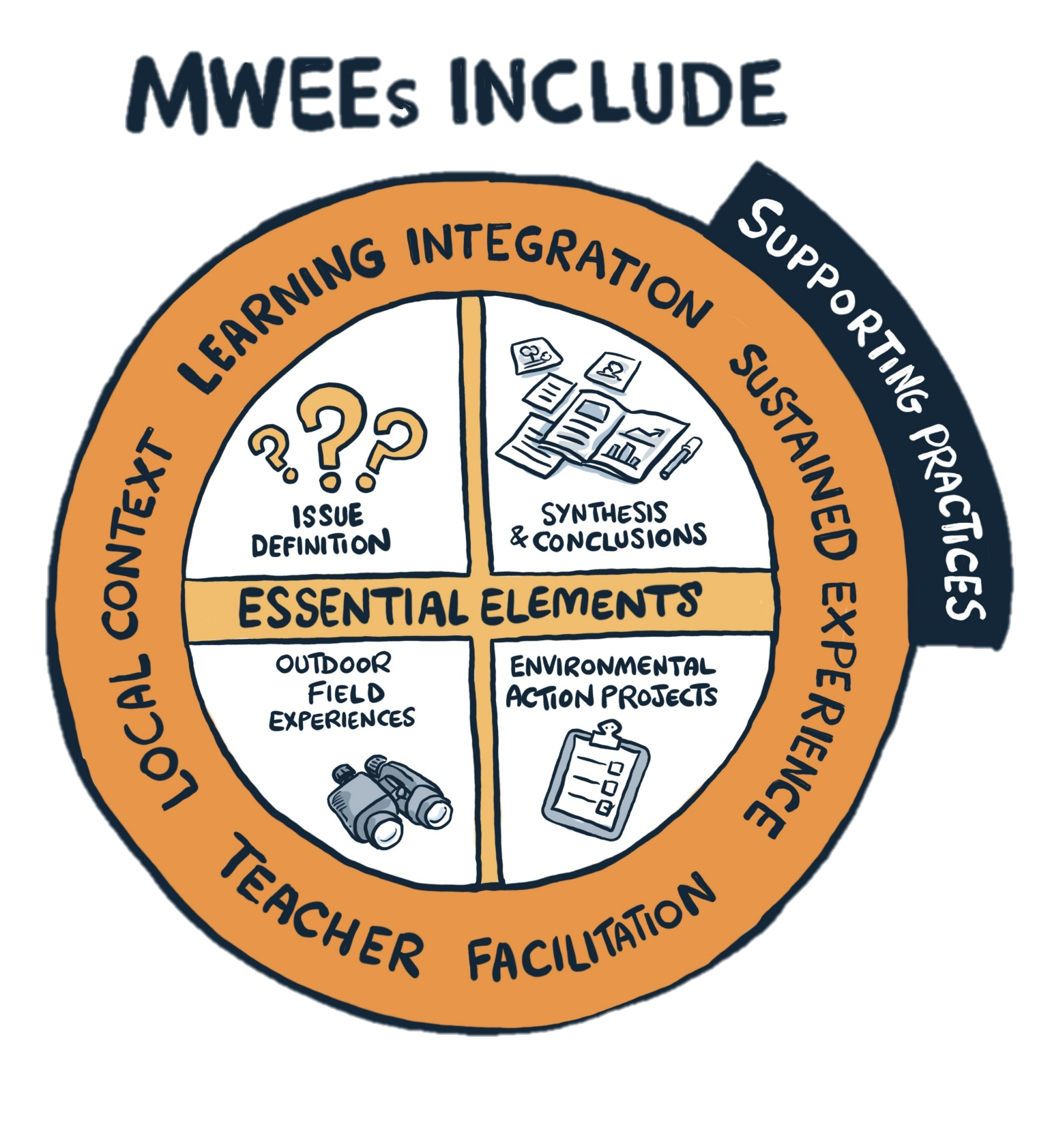 MWEEs INCLUDE
SUPPORTING PRACTICES
LEARNING INTEGRATION
SUSTAINED EXPERIENCE
TEACHER FACILITATION
LOCAL CONTEXT
ISSUE
DEFINITION
SYNTHESIS
& CONCLUSIONS
ESSENTIAL ELEMENTS
OUTDOOR
FIELD
EXPERIENCES
ENVIRONMENTAL
ACTION PROJECTS